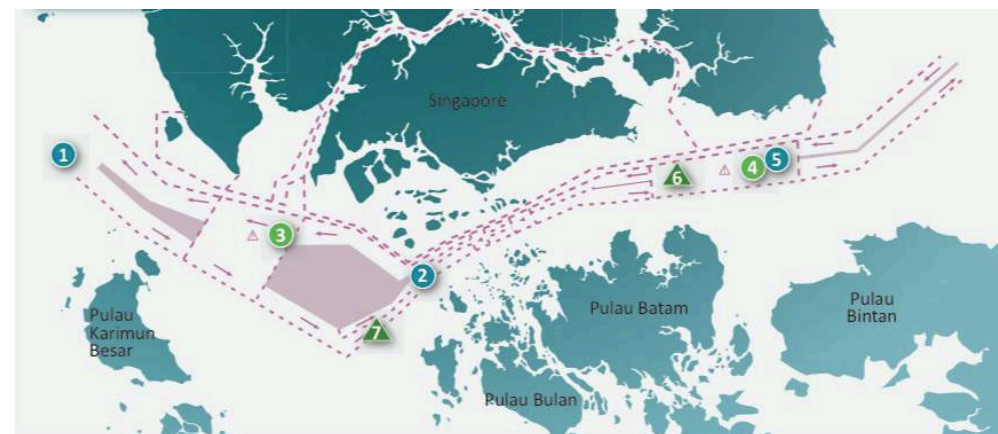 Singapore
1
6
4
5
3
2
Pulau
Karimun
Besar
7
Pulau Batam
Pulau
Bintan
Pulau Bulan